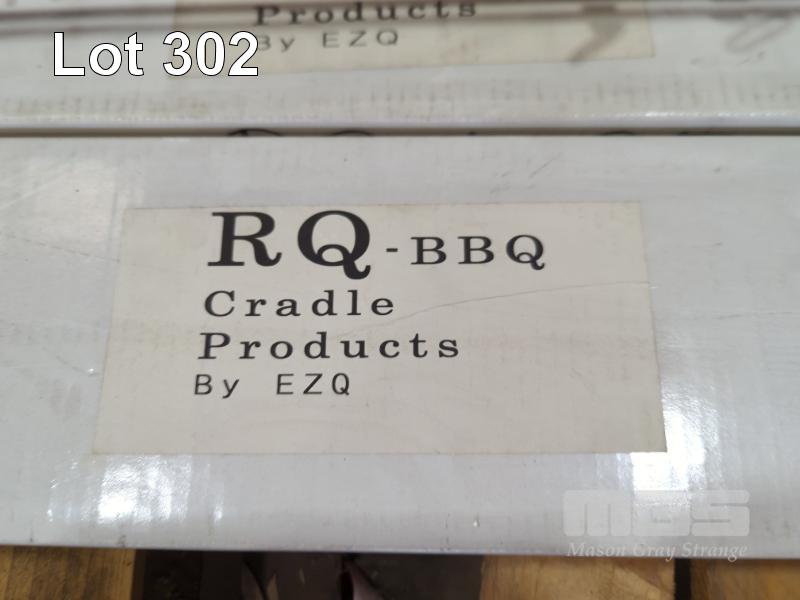 Products
By EZQ
Lot 302
RQ-BBQ
Cradle
Products
By EZQ
MGS
Mason Gray Strange